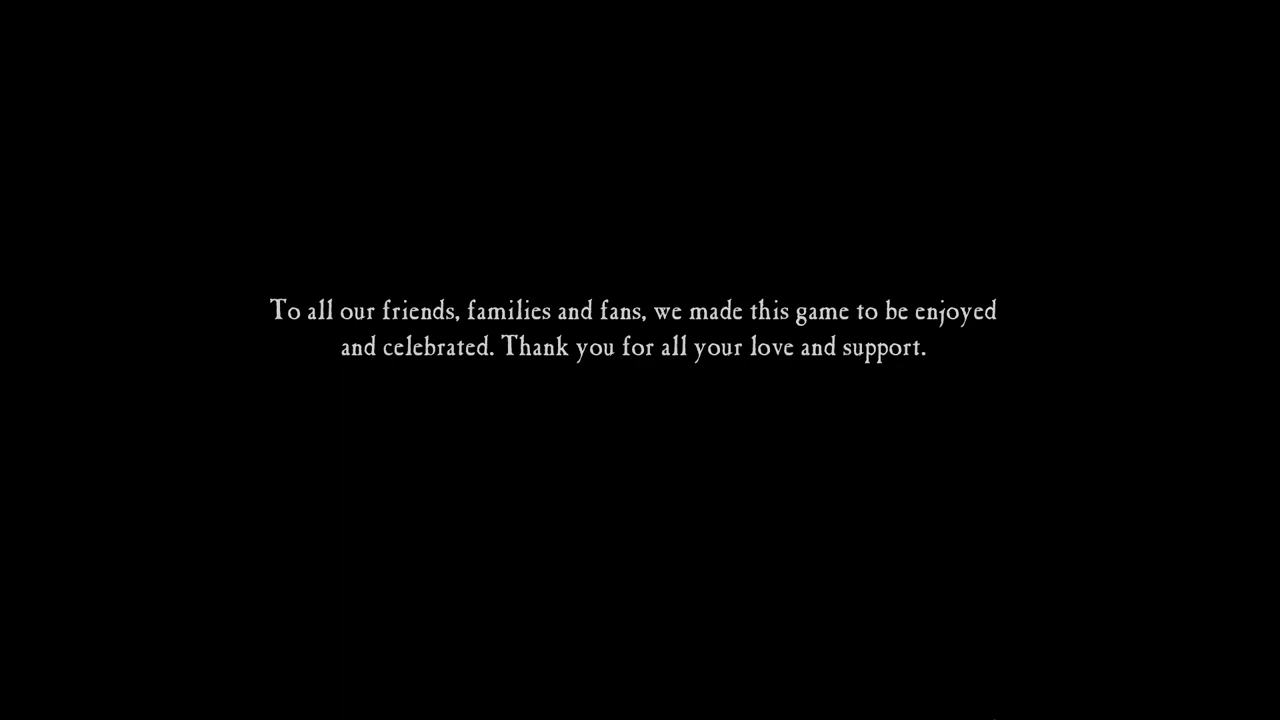 To all our friends, families and fans, we made this game to be enjoyed
and celebrated. Thank you for all your love and support.